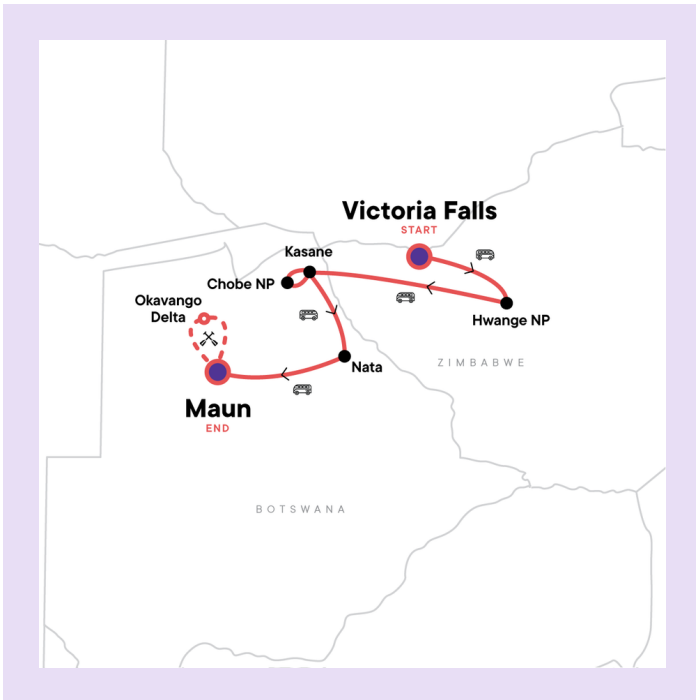 Victoria Falls
START
Kasane
Chobe NP
Okavango
Delta
Hwange NP
ZIMBABWE
Nata
Maun
END
BOTSWANA